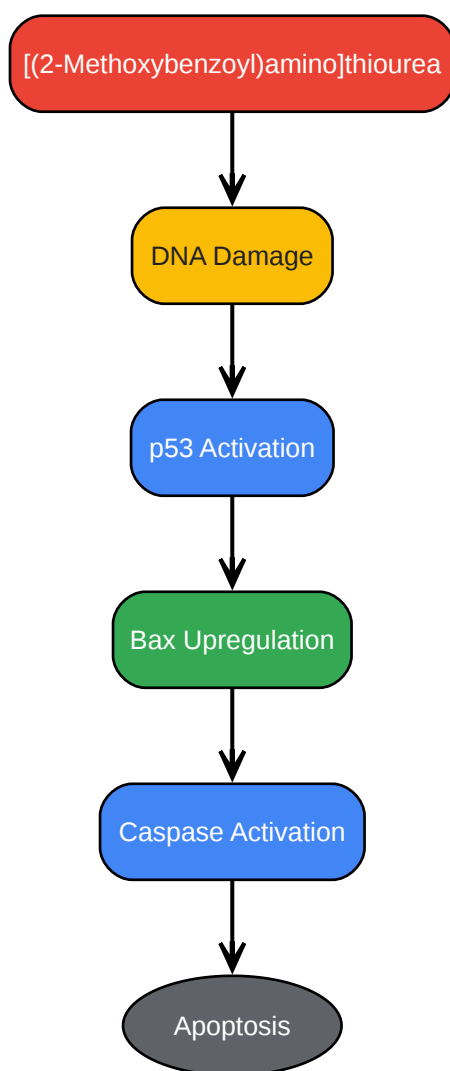 [(2-Methoxybenzoyl)amino]thiourea
DNA Damage
p53 Activation
Bax Upregulation
Caspase Activation
Apoptosis